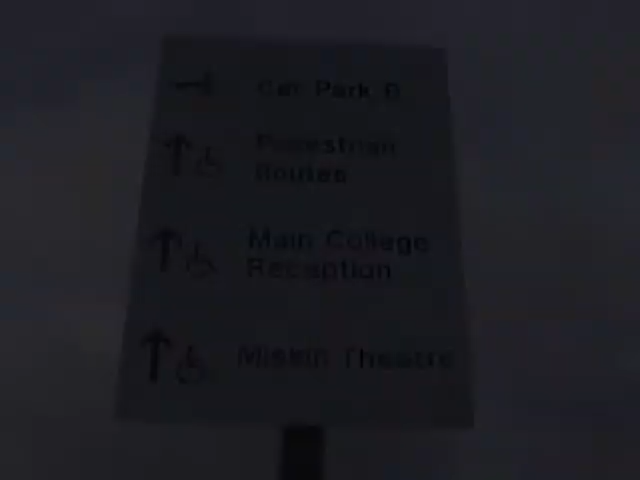 Car Park B
Pedestrian
Routes
Main College
Reception
Miskin Theatre